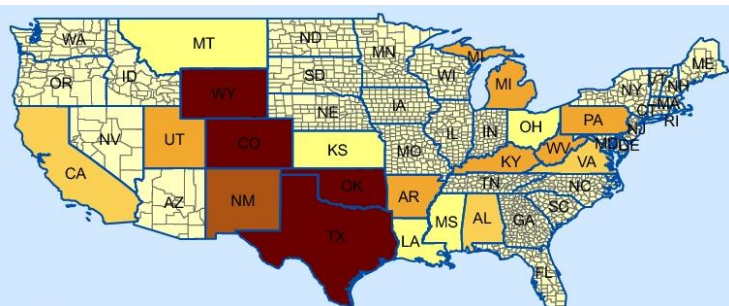 WA
MT
ND
MN
MI
ME
OR
ID
SD
WI
MI
NY
VT
NH
MA
CT
RI
WY
NE
IA
PA
NJ
NV
UT
CO
KS
MO
IL
IN
OH
WV
MD
DE
CA
KY
VA
AZ
NM
OK
AR
TN
NC
TX
LA
MS
AL
GA
SC
FL